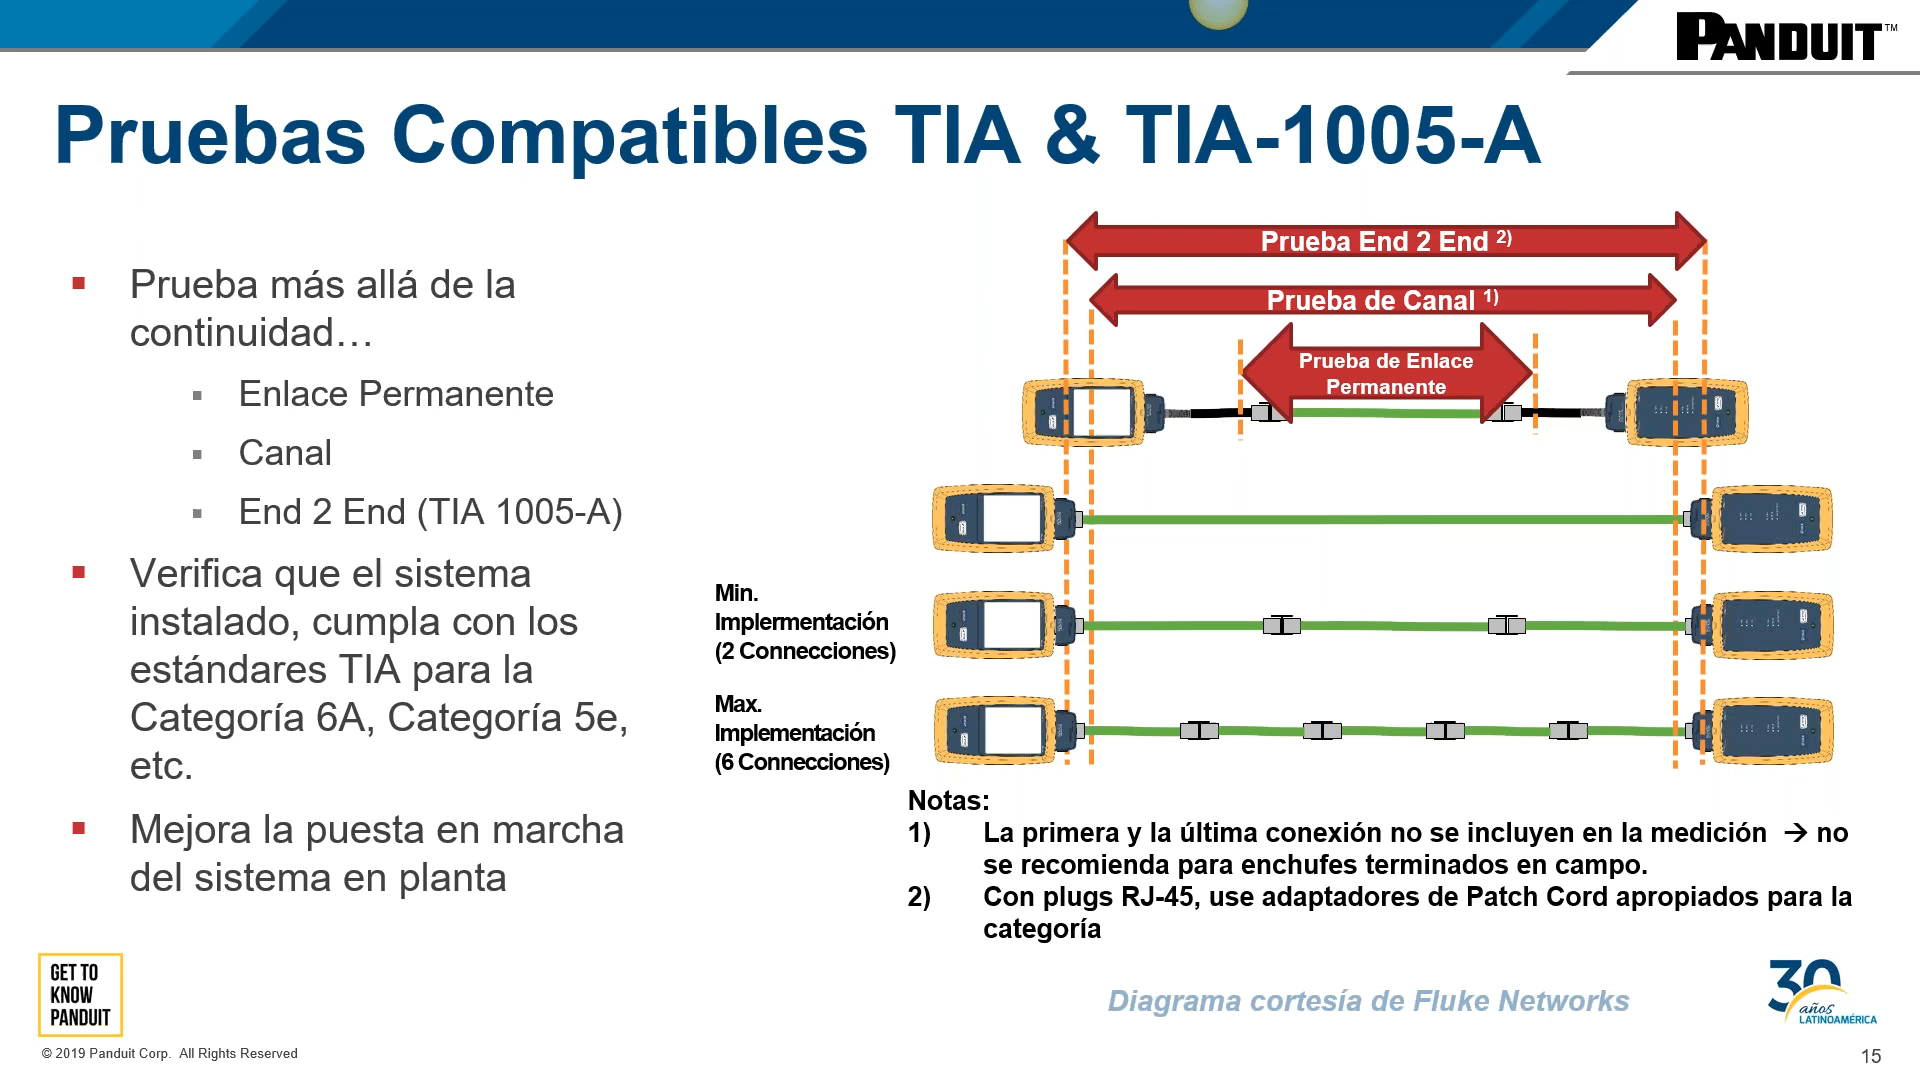 PANDUIT™
Pruebas Compatibles TIA & TIA-1005-A
▪ Prueba más allá de la
continuidad…
▪ Enlace Permanente
▪ Canal
▪ End 2 End (TIA 1005-A)
▪ Verifica que el sistema
instalado, cumpla con los
estándares TIA para la
Categoría 6A, Categoría 5e,
etc.
▪ Mejora la puesta en marcha
del sistema en planta
Prueba End 2 End 2)
Prueba de Canal 1)
Prueba de Enlace
Permanente
Min.
Implermentación
(2 Connecciones)
Max.
Implementación
(6 Connecciones)
Notas:
1) La primera y la última conexión no se incluyen en la medición → no
se recomienda para enchufes terminados en campo.
2) Con plugs RJ-45, use adaptadores de Patch Cord apropiados para la
categoría
Diagrama cortesía de Fluke Networks
GET TO
KNOW
PANDUIT
30
años
LATINOAMÉRICA
© 2019 Panduit Corp. All Rights Reserved
15